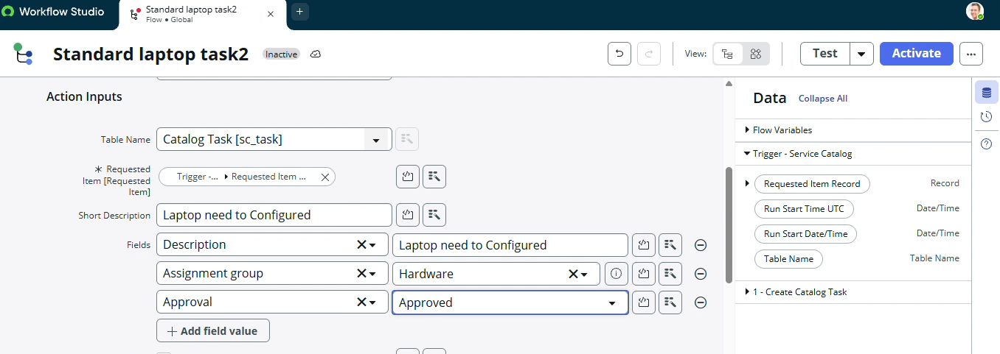 Workflow Studio
Standard laptop task2
Flow • Global
Standard laptop task2
Inactive
View:
Test
Activate
Action Inputs
Table Name
Catalog Task [sc_task]
* Requested
Item [Requested
Item]
Trigger -... Requested Item ...
Short Description
Laptop need to Configured
Fields
Description
Laptop need to Configured
Assignment group
Hardware
Approval
Approved
+ Add field value
Data
Collapse All
Flow Variables
Trigger - Service Catalog
Requested Item Record
Record
Run Start Time UTC
Date/Time
Run Start Date/Time
Date/Time
Table Name
Table Name
1 - Create Catalog Task